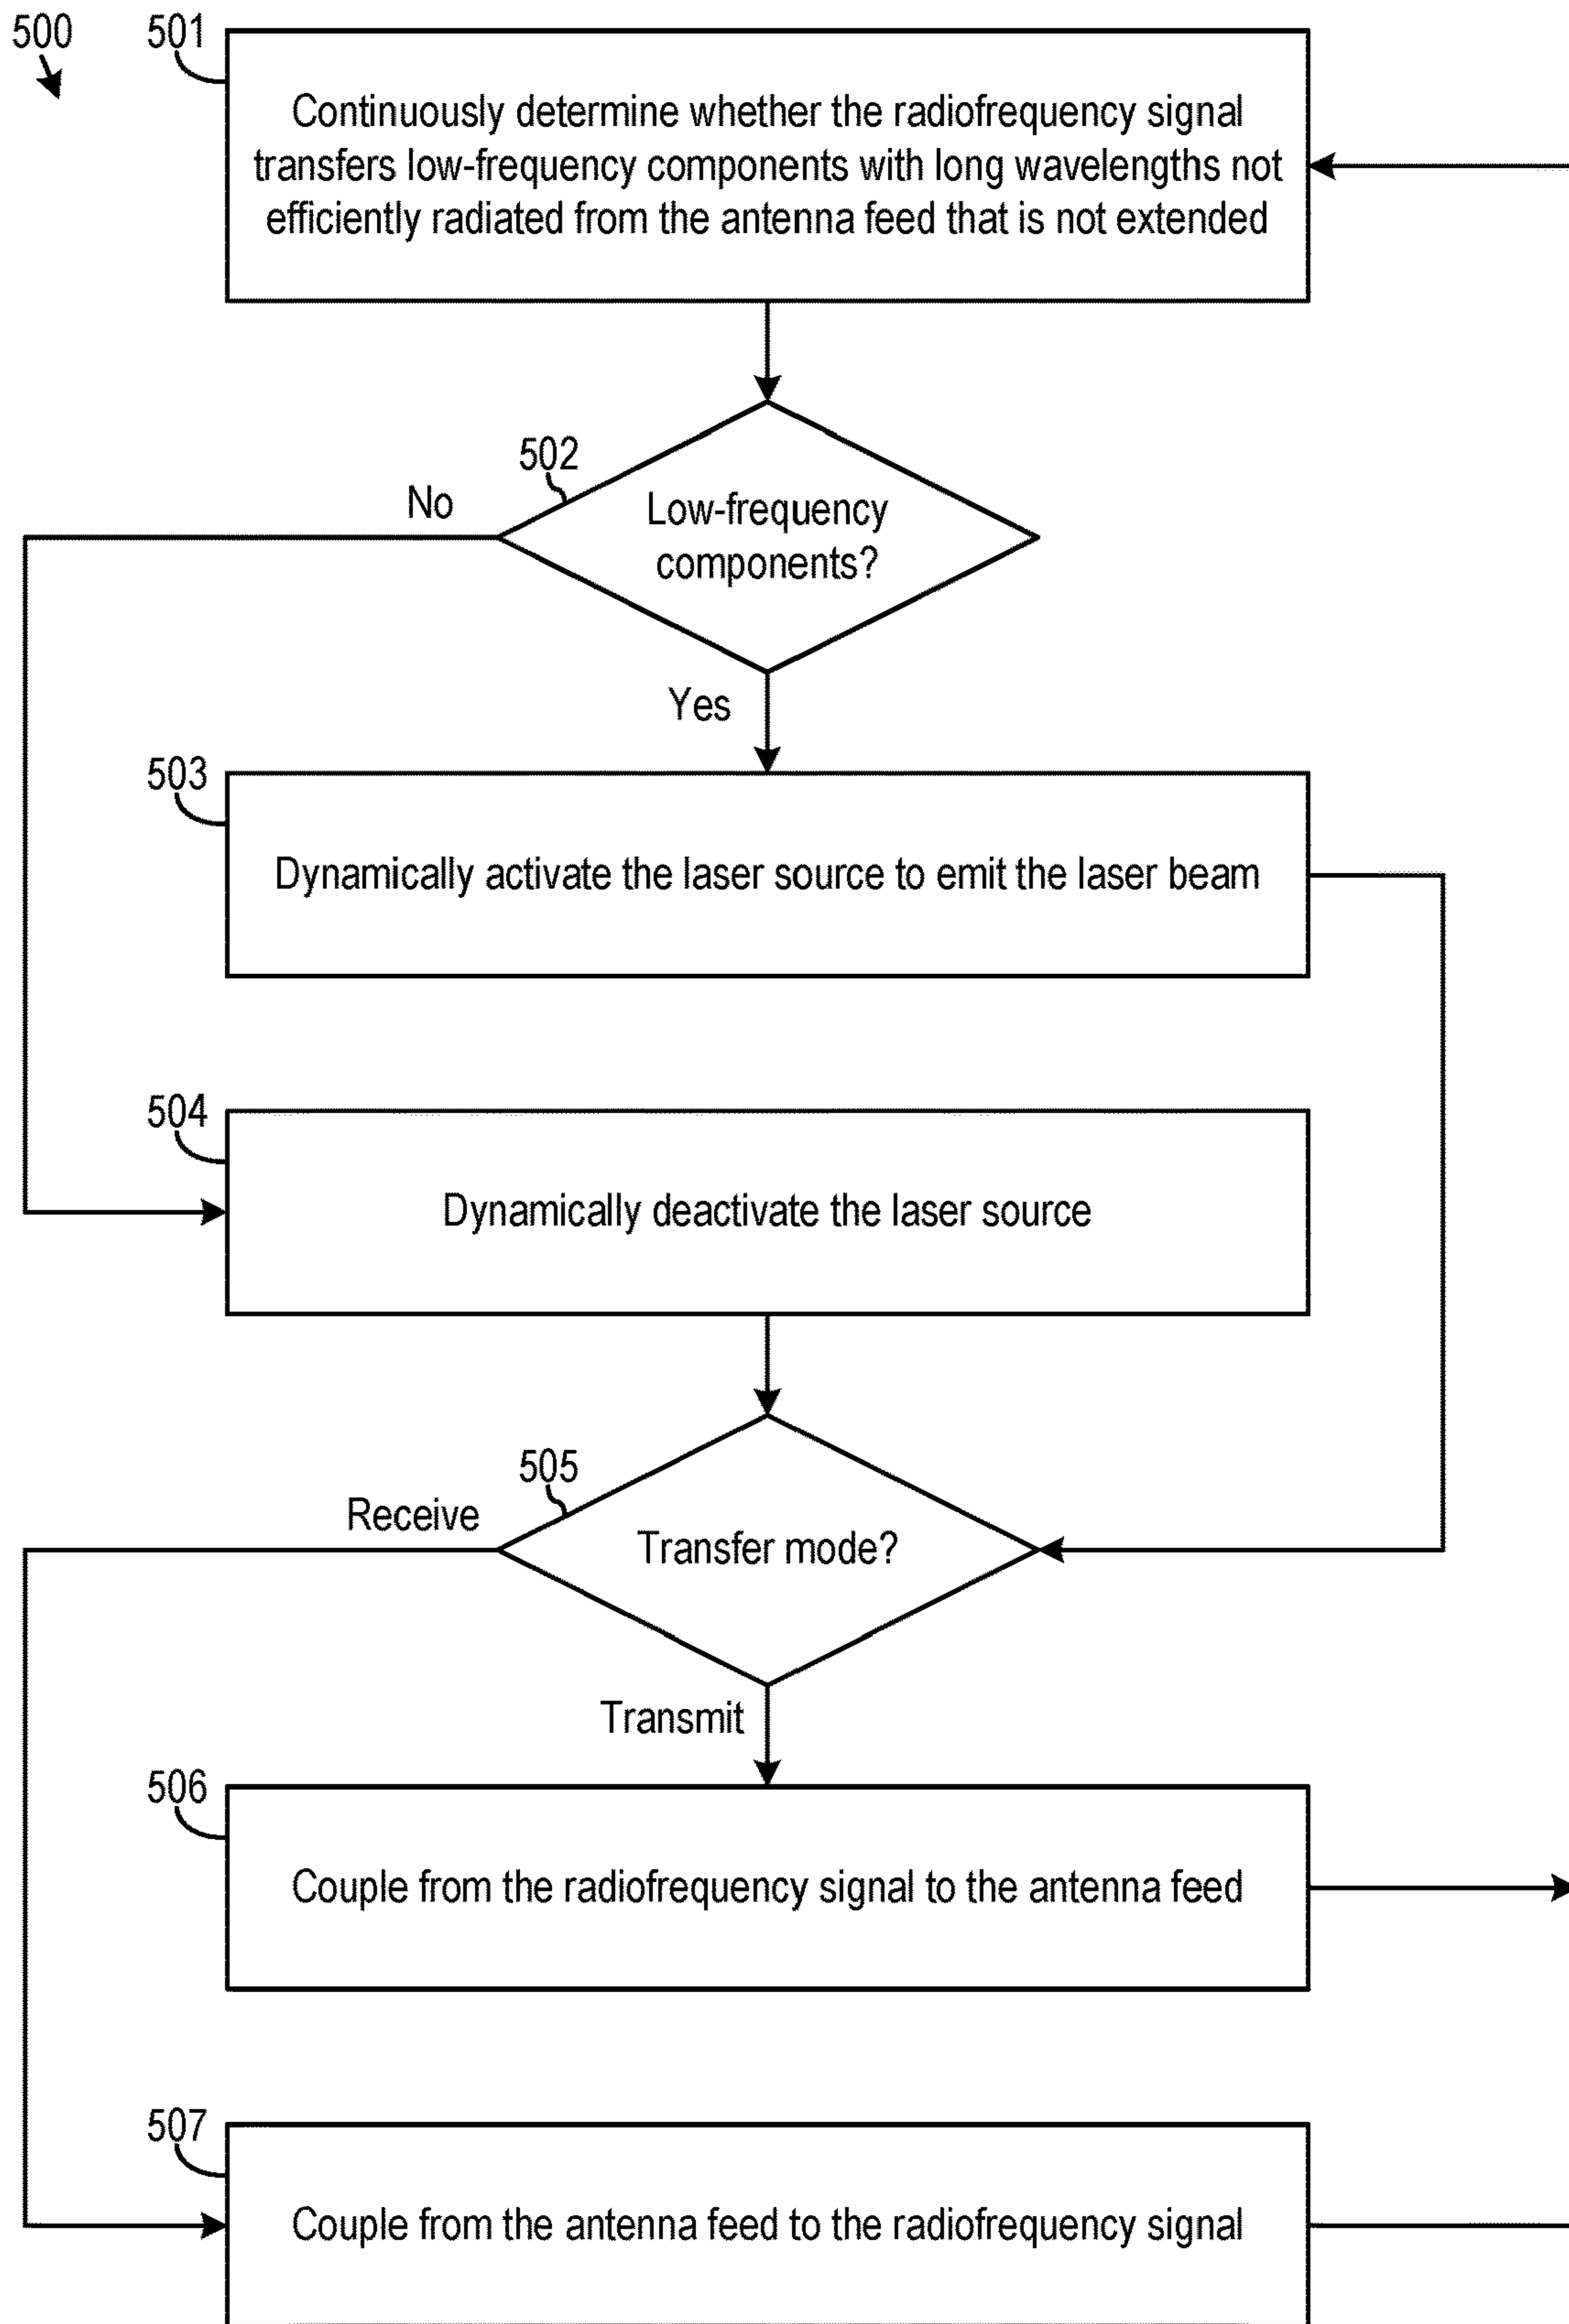 500
501
Continuously determine whether the radiofrequency signal
transfers low-frequency components with long wavelengths not
efficiently radiated from the antenna feed that is not extended
502
No
Low-frequency
components?
Yes
503
Dynamically activate the laser source to emit the laser beam
504
Dynamically deactivate the laser source
505
Receive
Transfer mode?
Transmit
506
Couple from the radiofrequency signal to the antenna feed
507
Couple from the antenna feed to the radiofrequency signal